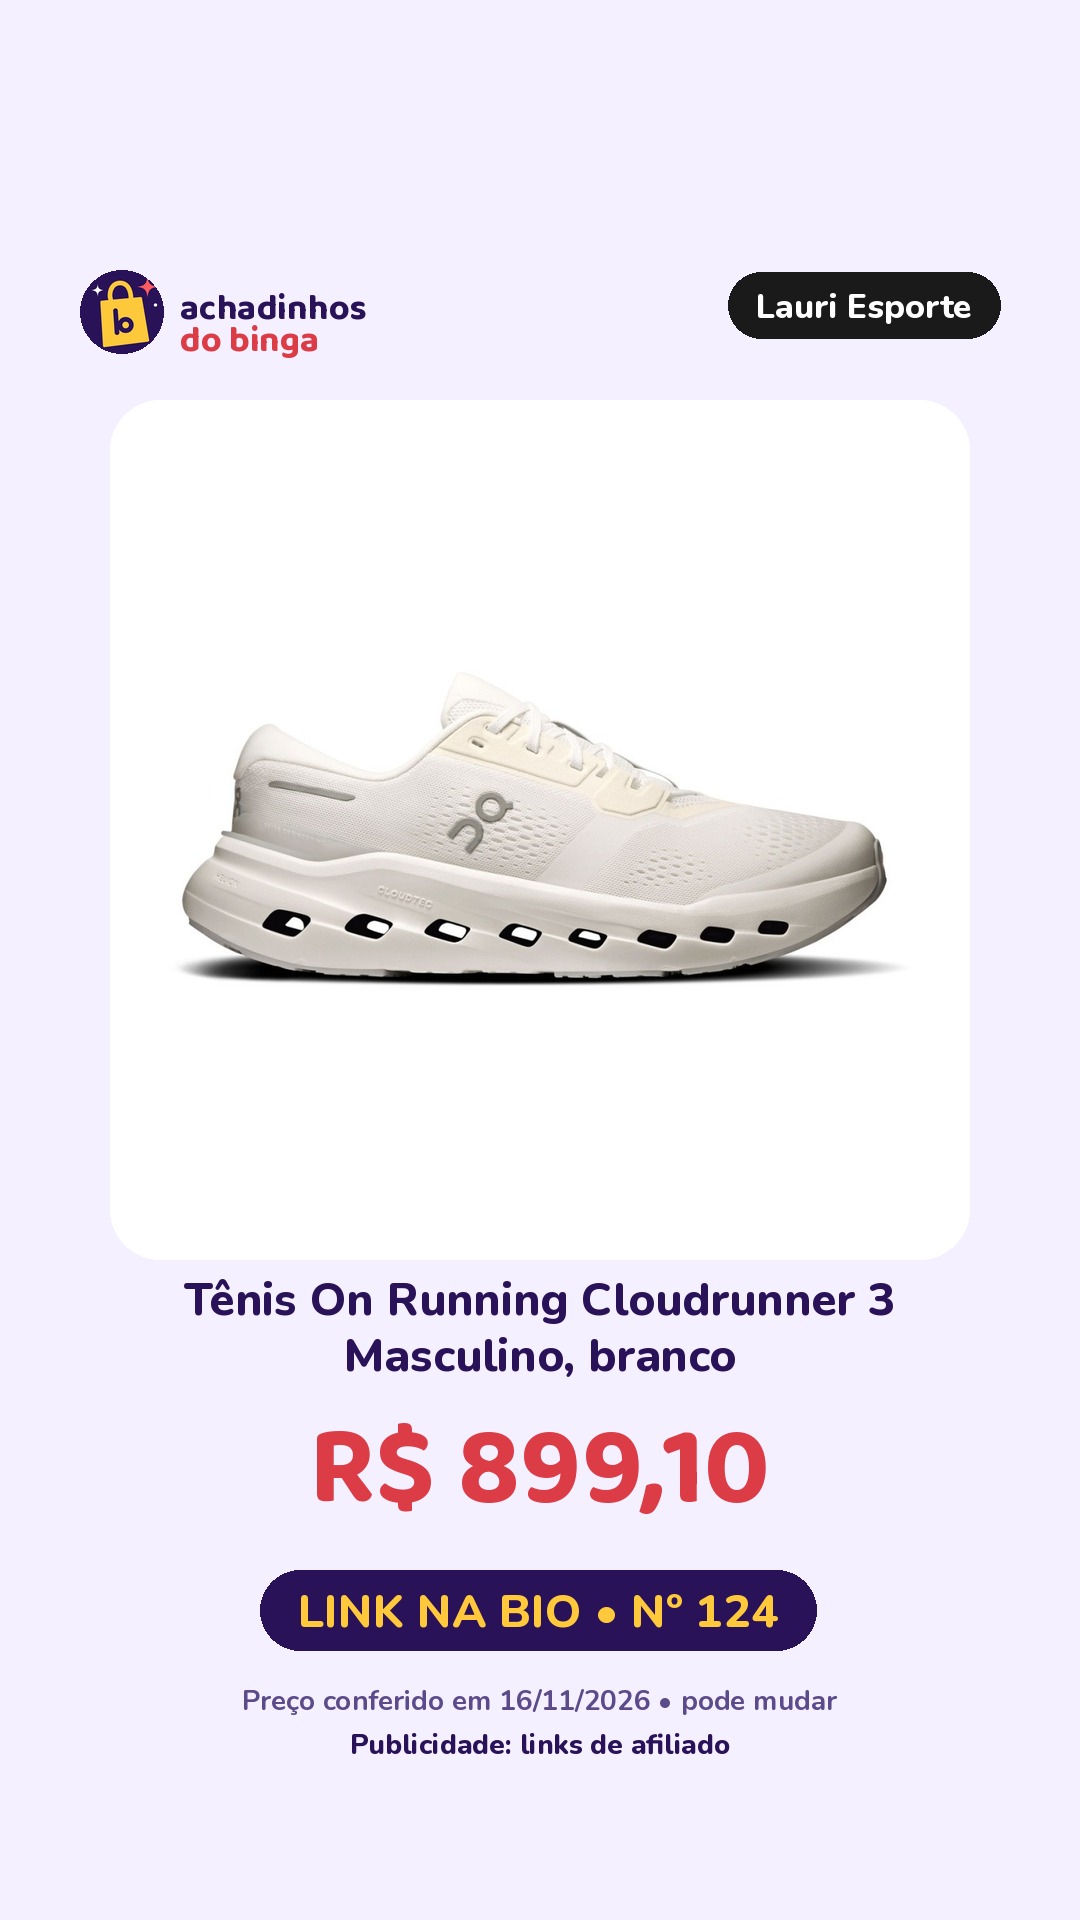 b
achadinhos
do binga
Lauri Esporte
CLOUDTEC
Tênis On Running Cloudrunner 3
Masculino, branco
R$ 899,10
LINK NA BIO • Nº 124
Preço conferido em 16/11/2026 • pode mudar
Publicidade: links de afiliado